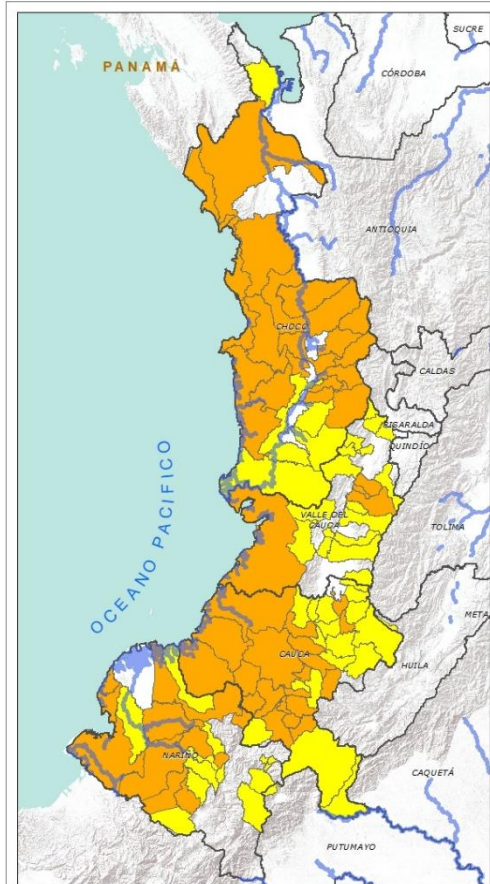 SUCRE
PANAMÁ
CÓRDOBA
ANTIOQUIA
CHOCÓ
CALDAS
RISARALDA
QUINDÍO
VALLE DEL
CAUCA
TOLIMA
OCEANO PACIFICO
META
CAUCA
HUILA
NARIÑO
CAQUETÁ
PUTUMAYO